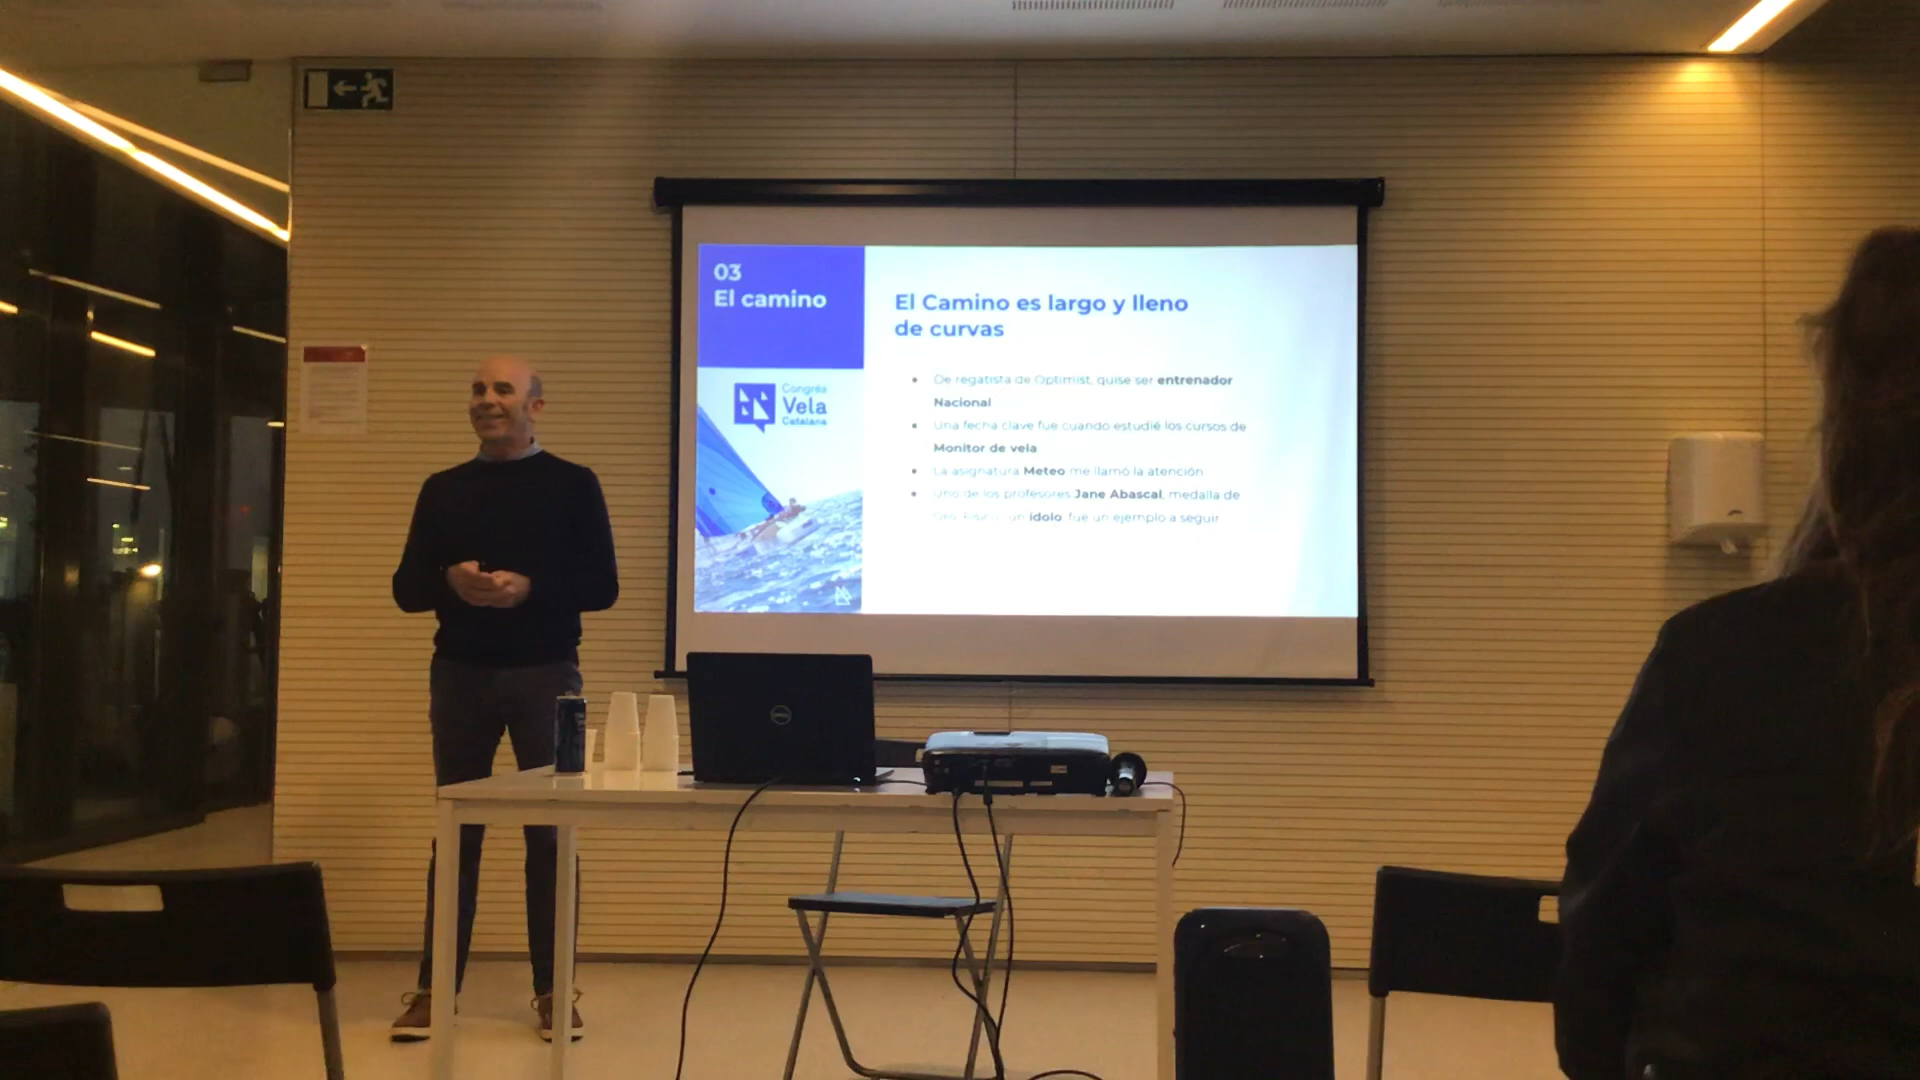 03
El camino
Congrés
Vela
Catalana
El Camino es largo y lleno
de curvas
De regatista de Optimist, quise ser entrenador
Nacional
Una fecha clave fue cuando estudié los cursos de
Monitor de vela
La asignatura Meteo me llamó la atención
Uno de los profesores Jane Abascal, medalla de
un ídolo, fue un ejemplo a seguir
DELL